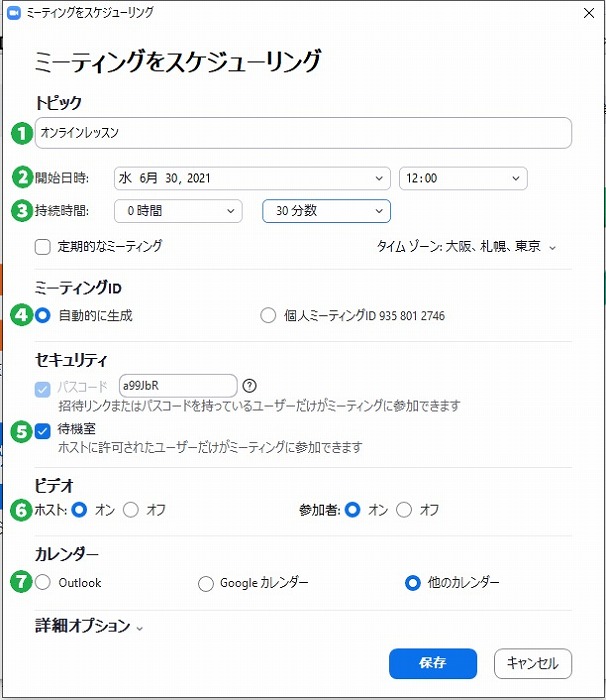 ミーティングをスケジューリング
ミーティングをスケジューリング
トピック
1 オンラインレッスン
2 開始日時: 水 6月 30, 2021 12:00
3 持続時間: 0 時間 30 分数
定期的なミーティング タイム ゾーン: 大阪、札幌、東京
ミーティングID
4 自動的に生成 個人ミーティングID 935 801 2746
セキュリティ
パスコード a99JbR ?
招待リンクまたはパスコードを持っているユーザーだけがミーティングに参加できます
5 待機室
ホストに許可されたユーザーだけがミーティングに参加できます
ビデオ
6 ホスト: オン オフ 参加者: オン オフ
カレンダー
7 Outlook Google カレンダー 他のカレンダー
詳細オプション
保存 キャンセル